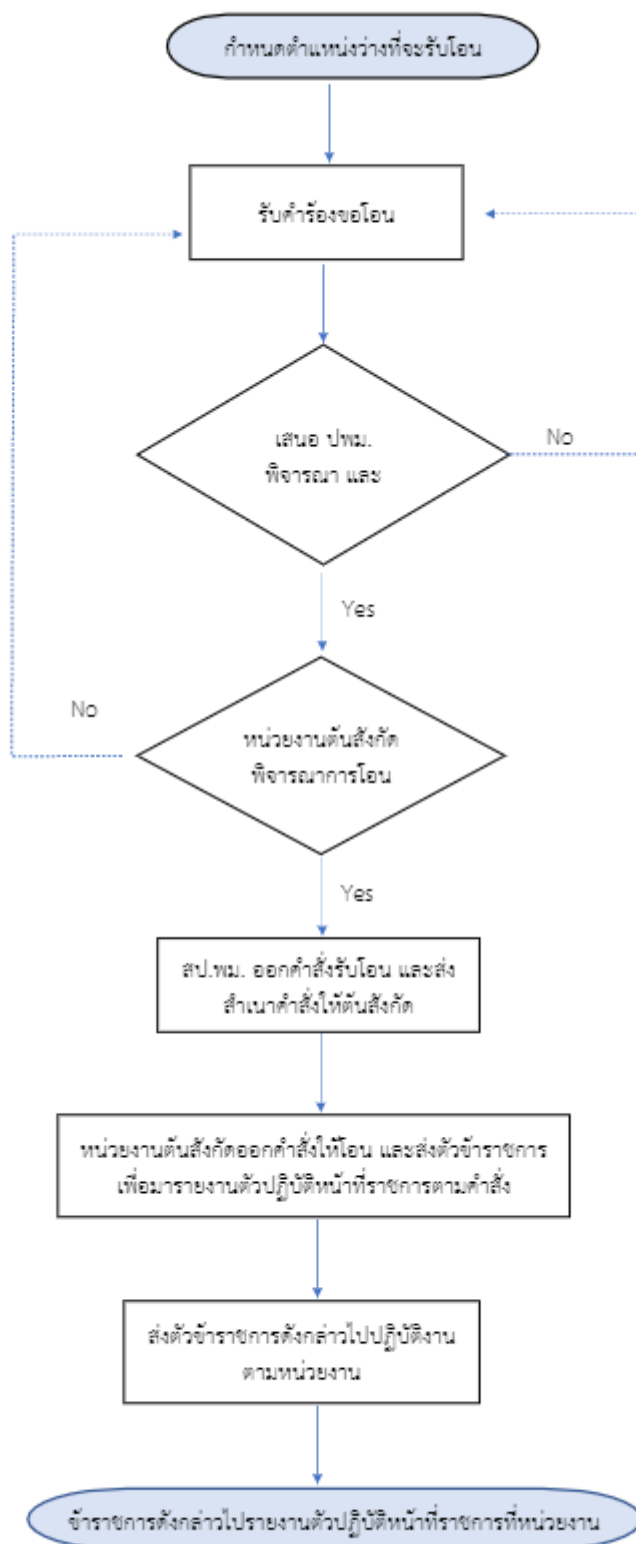 กำหนดตำแหน่งว่างที่จะรับโอน
รับคำร้องขอโอน
เสนอ ปพม.
พิจารณา และ
No
Yes
หน่วยงานต้นสังกัด
พิจารณาการโอน
No
Yes
สป.พม. ออกคำสั่งรับโอน และส่ง
สำเนาคำสั่งให้ต้นสังกัด
หน่วยงานต้นสังกัดออกคำสั่งให้โอน และส่งตัวข้าราชการ
เพื่อมารายงานตัวปฏิบัติหน้าที่ราชการตามคำสั่ง
ส่งตัวข้าราชการดังกล่าวไปปฏิบัติงาน
ตามหน่วยงาน
ข้าราชการดังกล่าวไปรายงานตัวปฏิบัติหน้าที่ราชการที่หน่วยงาน